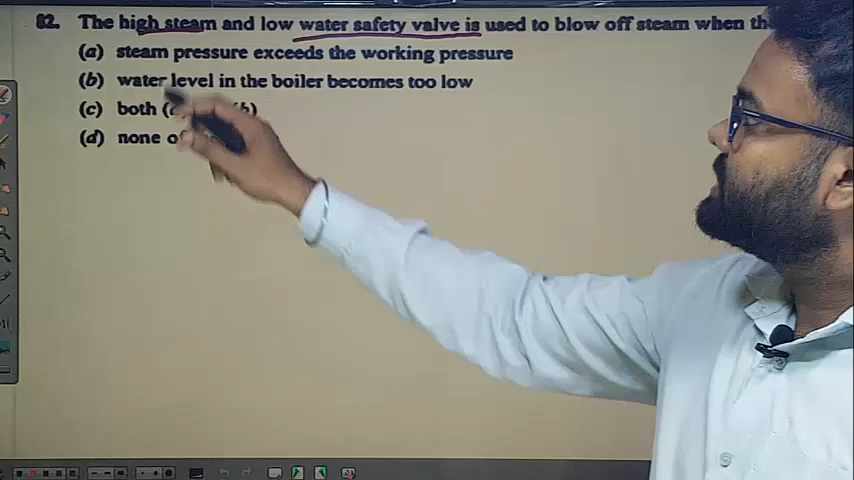 82. The high steam and low water safety valve is used to blow off steam when
(a) steam pressure exceeds the working pressure
(b) water level in the boiler becomes too low
(c) both (b)
(d) none